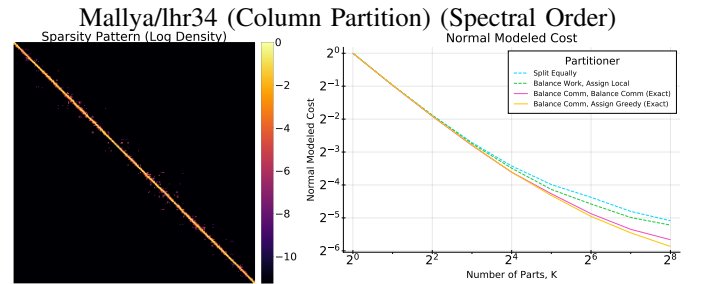 Mallya/lhr34 (Column Partition) (Spectral Order)
Sparsity Pattern (Log Density)
0
−2
−4
−6
−8
−10
Normal Modeled Cost
Normal Modeled Cost
2^0
2^−1
2^−2
2^−3
2^−4
2^−5
2^−6
Partitioner
Split Equally
Balance Work, Assign Local
Balance Comm, Balance Comm (Exact)
Balance Comm, Assign Greedy (Exact)
2^0
2^2
2^4
2^6
2^8
Number of Parts, K